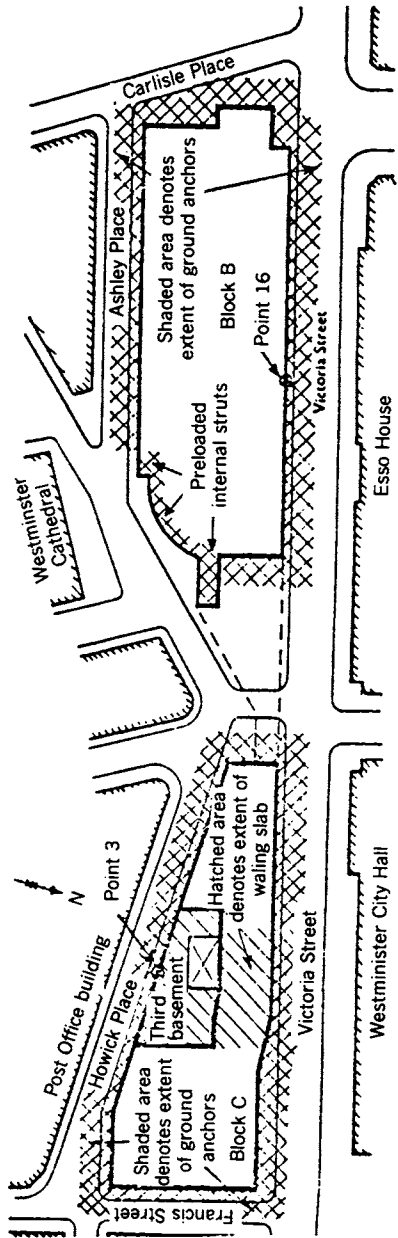 Carlisle Place
Ashley Place
Shaded area denotes
extent of ground anchors
Block B
Point 16
Victoria Street
Preloaded
internal struts
Esso House
Westminster
Cathedral
N
Point 3
Post Office building
Howick Place
Third
basement
Hatched area
denotes extent of
waling slab
Victoria Street
Westminister City Hall
Shaded area
denotes extent
of ground
anchors
Block C
Francis Street